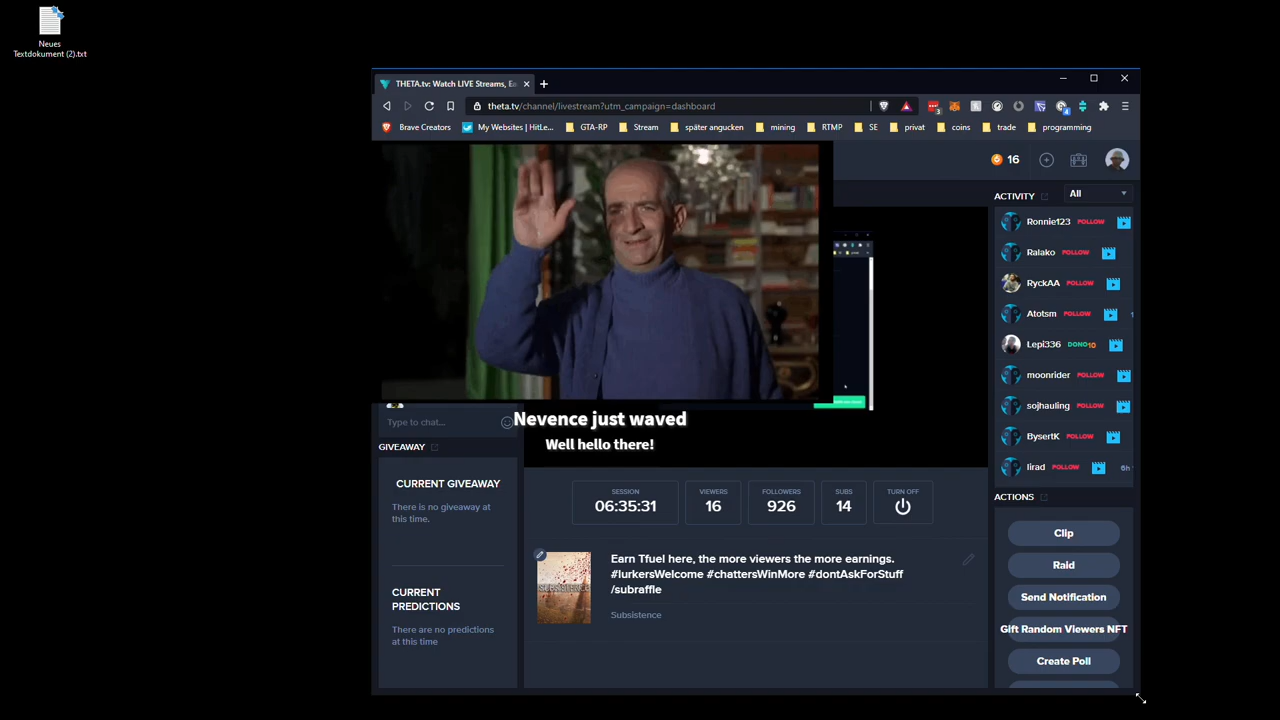 Neues
Textdokument (2).txt
THETA.tv: Watch LIVE Streams, Ea
theta.tv/channel/livestream?utm_campaign=dashboard
3
4
Brave Creators
My Websites | HitLe...
GTA-RP
Stream
später angucken
mining
RTMP
SE
privat
coins
trade
programming
16
ACTIVITY
All
Ronnie123 FOLLOW
Ralako FOLLOW
RyckAA FOLLOW
Atotsm FOLLOW 1
Lepi336 DONO 10
moonrider FOLLOW
sojhauling FOLLOW
BysertK FOLLOW
lirad FOLLOW 6h
Type to chat...
Nevence just waved
Well hello there!
GIVEAWAY
CURRENT GIVEAWAY
There is no giveaway at
this time.
CURRENT
PREDICTIONS
There are no predictions
at this time
SESSION
06:35:31
VIEWERS
16
FOLLOWERS
926
SUBS
14
TURN OFF
SUBSISTENCE
Earn Tfuel here, the more viewers the more earnings.
#lurkersWelcome #chattersWinMore #dontAskForStuff
/subraffle
Subsistence
ACTIONS
Clip
Raid
Send Notification
Gift Random Viewers NFT
Create Poll